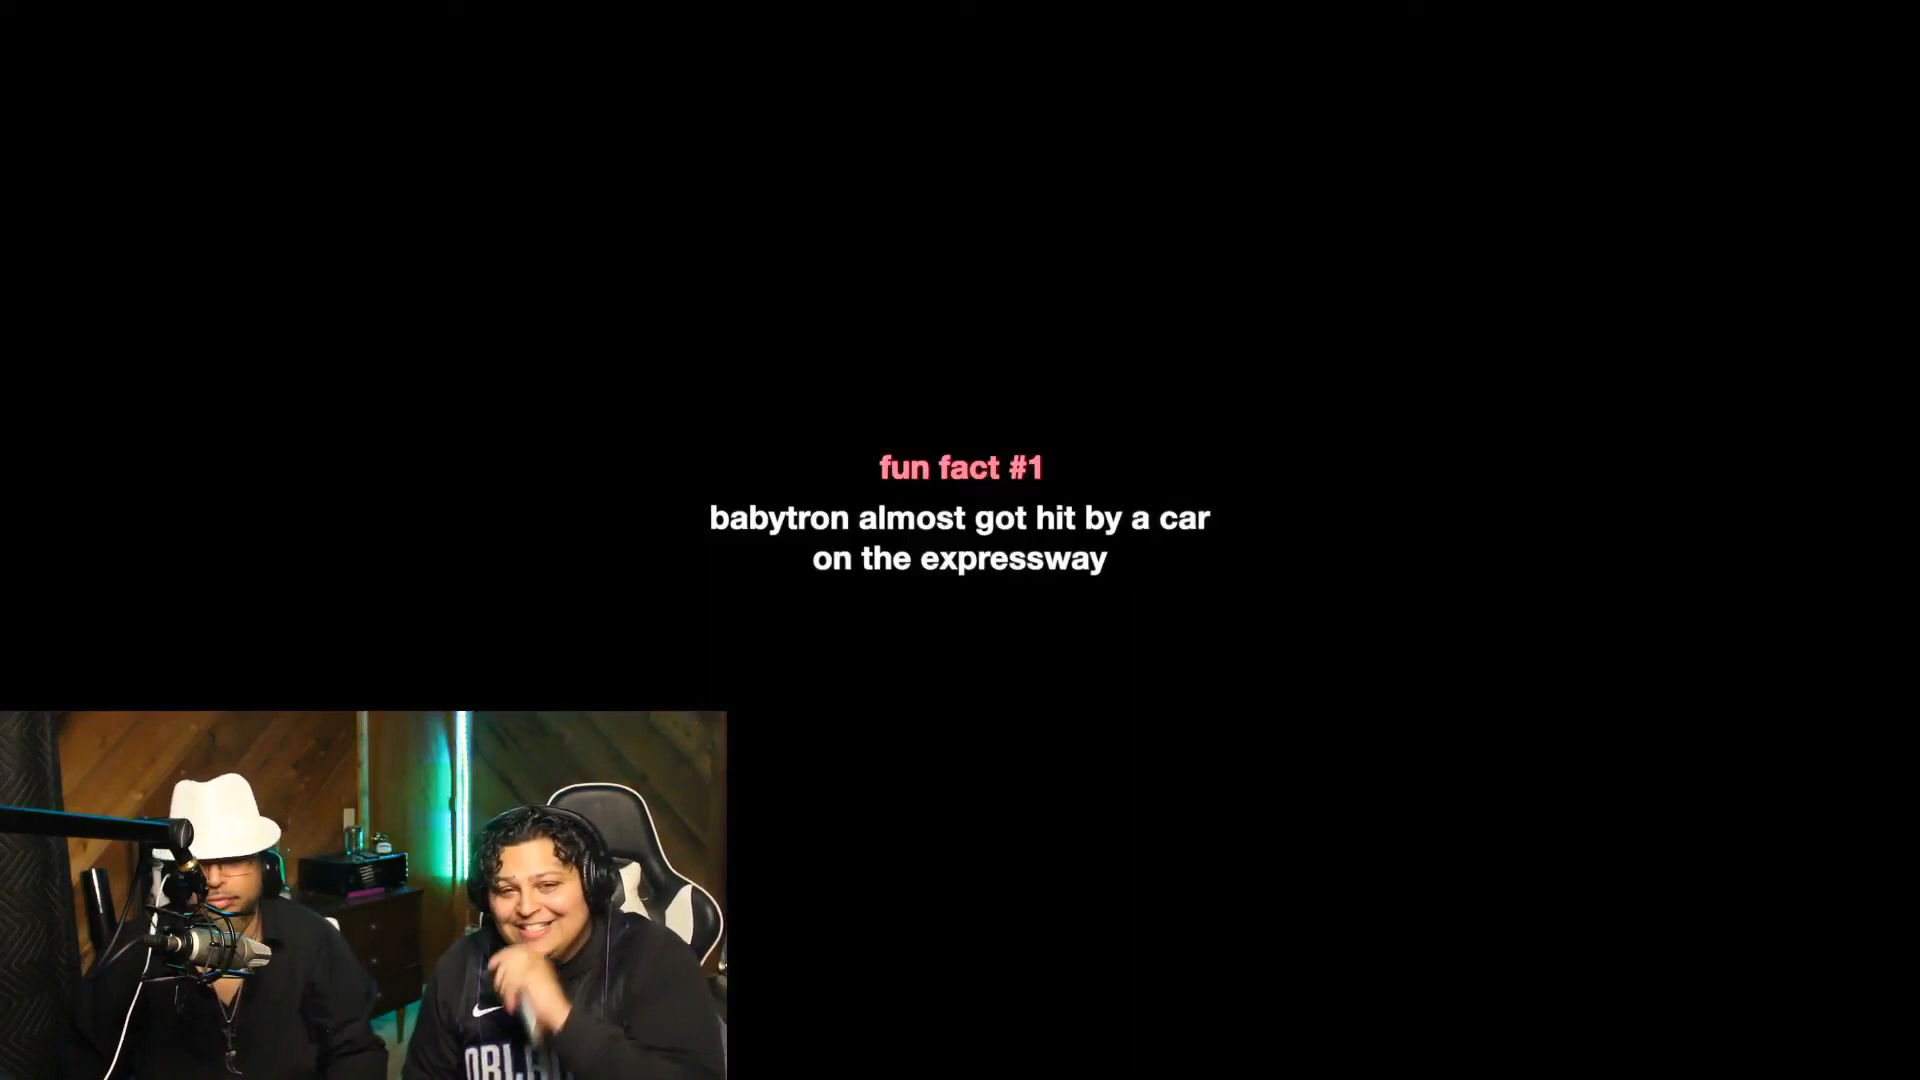 fun fact #1
babytron almost got hit by a car
on the expressway